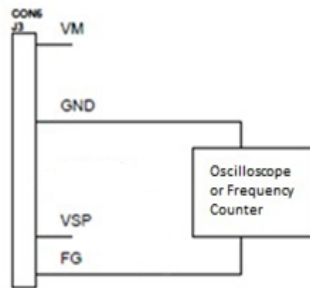 CON6
J3
VM
GND
Oscilloscope
or Frequency
Counter
VSP
FG